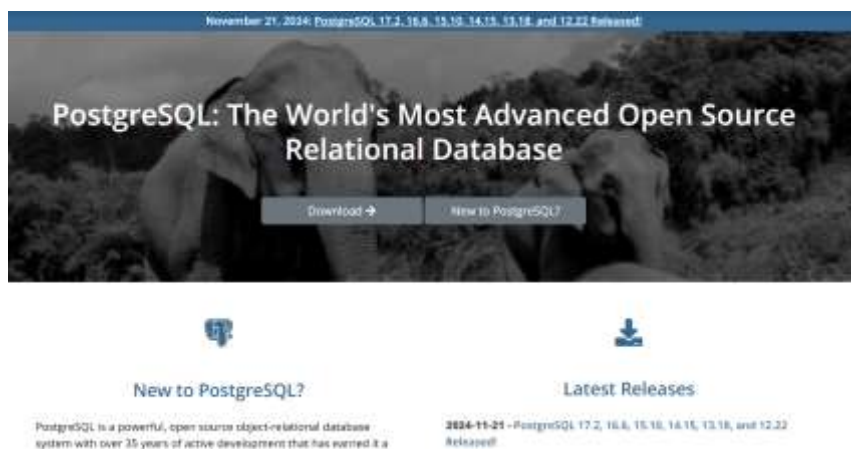 November 21, 2024: PostgreSQL 17.2, 16.6, 15.10, 14.15, 13.18, and 12.22 Released!
PostgreSQL: The World's Most Advanced Open Source
Relational Database
Download →
New to PostgreSQL?
New to PostgreSQL?
PostgreSQL is a powerful, open source object-relational database
system with over 35 years of active development that has earned it a
Latest Releases
2024-11-21 - PostgreSQL 17.2, 16.6, 15.10, 14.15, 13.18, and 12.22
Released!